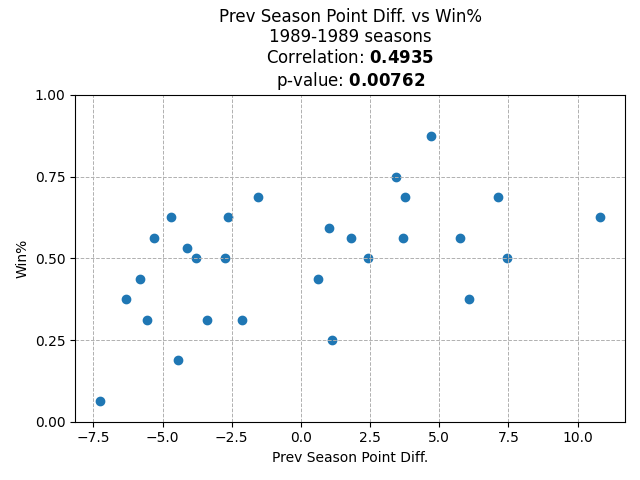 Prev Season Point Diff. vs Win%
1989-1989 seasons
Correlation: 0.4935
p-value: 0.00762
1.00
0.75
0.50
0.25
0.00
Win%
−7.5 −5.0 −2.5 0.0 2.5 5.0 7.5 10.0
Prev Season Point Diff.